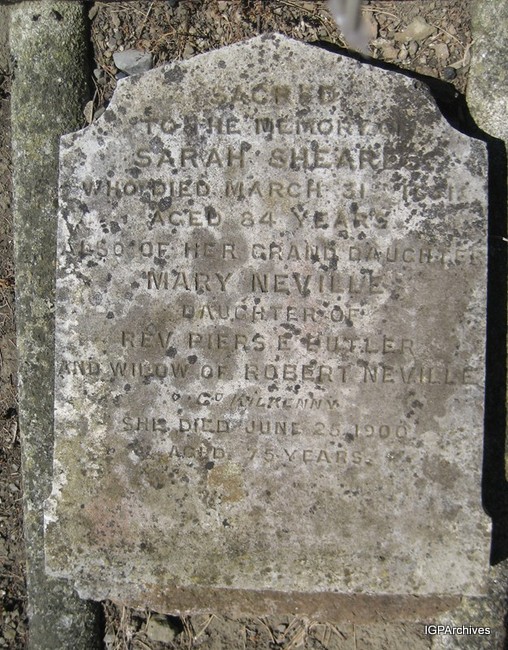 SACRED
TO THE MEMORY OF
SARAH SHEARD
WHO DIED MARCH 31
AGED 84 YEARS
ALSO OF HER GRAND DAUGHTER
MARY NEVILLE
DAUGHTER OF
REV. PIERS E. BUTLER
AND WIDOW OF ROBERT NEVILLE
Co KILKENNY
SHE DIED JUNE 25, 1900
AGED 75 YEARS.
IGPArchives